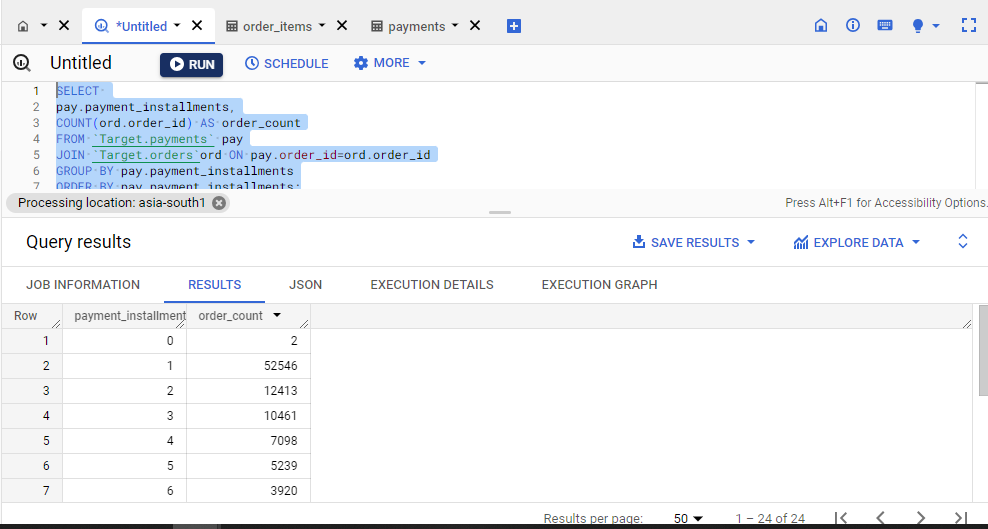 *Untitled order_items payments
Untitled RUN SCHEDULE MORE
1 SELECT
2 pay.payment_installments,
3 COUNT(ord.order_id) AS order_count
4 FROM `Target.payments` pay
5 JOIN `Target.orders`ord ON pay.order_id=ord.order_id
6 GROUP BY pay.payment_installments
7 ORDER BY pay.payment_installments;
Processing location: asia-south1 Press Alt+F1 for Accessibility Options.
Query results SAVE RESULTS EXPLORE DATA
JOB INFORMATION RESULTS JSON EXECUTION DETAILS EXECUTION GRAPH
Row payment_installment order_count
1 0 2
2 1 52546
3 2 12413
4 3 10461
5 4 7098
6 5 5239
7 6 3920
Results per page: 50 1 – 24 of 24